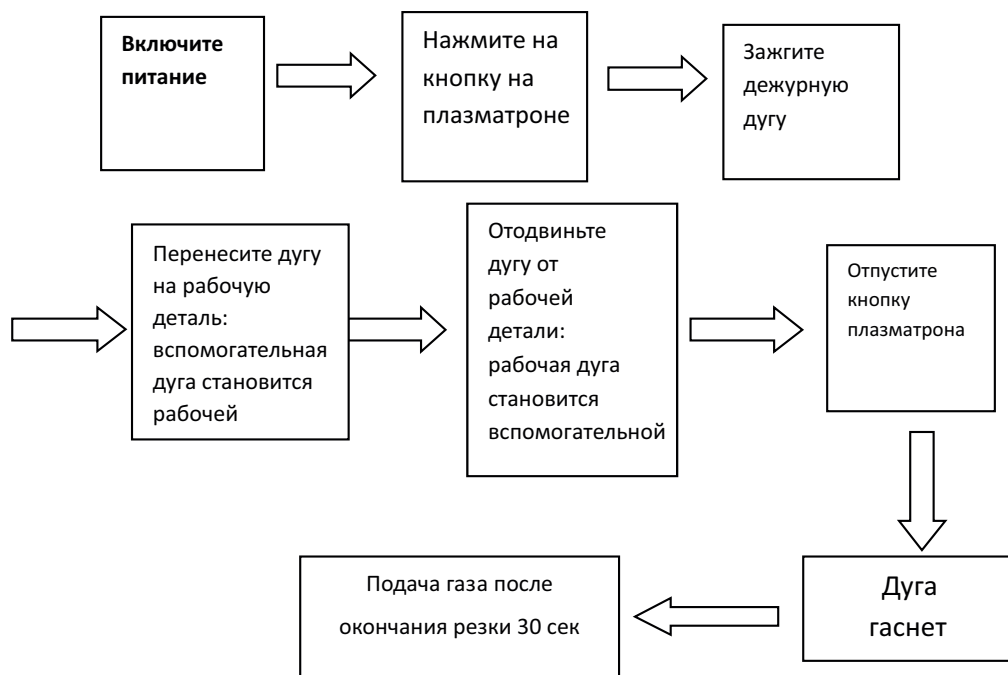 Включите
питание
Нажмите на
кнопку на
плазматроне
Зажгите
дежурную
дугу
Перенесите дугу
на рабочую
деталь:
вспомогательная
дуга становится
рабочей
Отодвиньте
дугу от
рабочей
детали:
рабочая дуга
становится
вспомогательной
Отпустите
кнопку
плазматрона
Дуга
гаснет
Подача газа после
окончания резки 30 сек